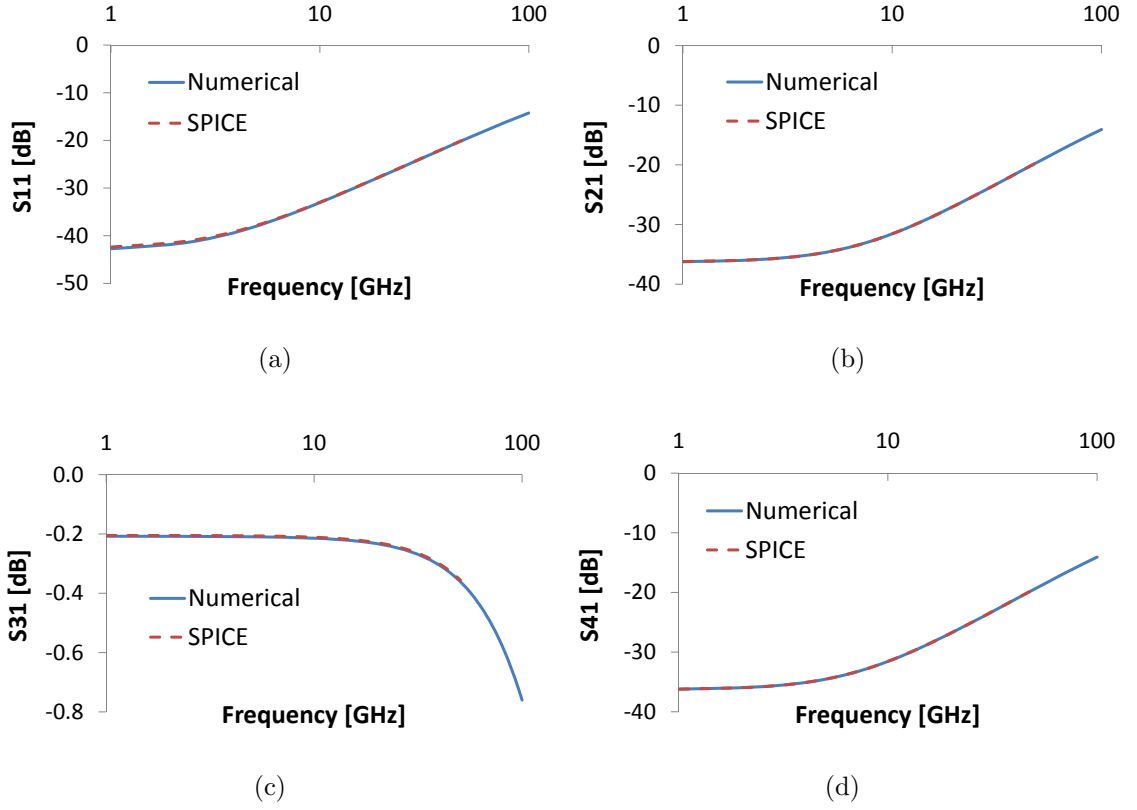 1 10 100
0
-10
-20
-30
-40
-50
S11 [dB]
Numerical
SPICE
Frequency [GHz]
(a)
1 10 100
0
-10
-20
-30
-40
S21 [dB]
Numerical
SPICE
Frequency [GHz]
(b)
1 10 100
0.0
-0.2
-0.4
-0.6
-0.8
S31 [dB]
Numerical
SPICE
Frequency [GHz]
(c)
1 10 100
0
-10
-20
-30
-40
S41 [dB]
Numerical
SPICE
Frequency [GHz]
(d)